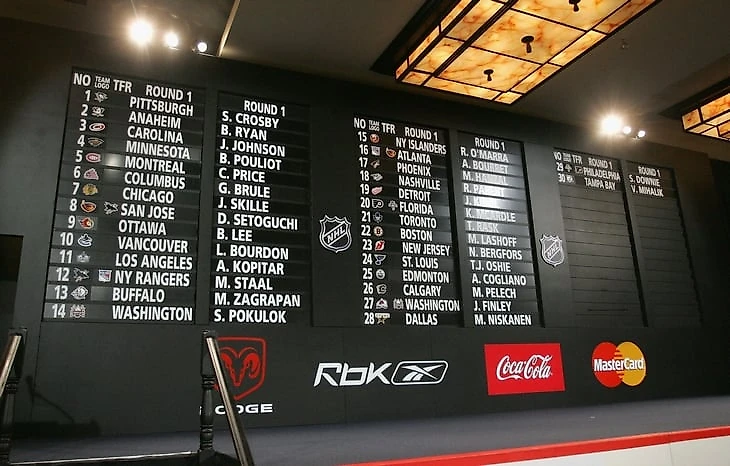 NO TEAM LOGO TFR ROUND 1 ROUND 1
1 PITTSBURGH S. CROSBY
2 ANAHEIM B. RYAN
3 CAROLINA J. JOHNSON
4 MINNESOTA B. POULIOT
5 MONTREAL C. PRICE
6 COLUMBUS G. BRULE
7 CHICAGO J. SKILLE
8 SAN JOSE D. SETOGUCHI
9 OTTAWA B. LEE
10 VANCOUVER L. BOURDON
11 LOS ANGELES A. KOPITAR
12 NY RANGERS M. STAAL
13 BUFFALO M. ZAGRAPAN
14 WASHINGTON S. POKULOK
NHL
NO TEAM LOGO TFR ROUND 1 ROUND 1
15 NY ISLANDERS R. O'MARRA
16 ATLANTA A.
17 PHOENIX M.
18 NASHVILLE R.
19 DETROIT J.
20 FLORIDA K. MCARDLE
21 TORONTO T. RASK
22 BOSTON M. LASHOFF
23 NEW JERSEY N. BERGFORS
24 ST. LOUIS T.J. OSHIE
25 EDMONTON A. COGLIANO
26 CALGARY M. PELECH
27 WASHINGTON J. FINLEY
28 DALLAS M. NISKANEN
NHL
NO TFR ROUND 1 ROUND 1
29 PHILADELPHIA S. DOWNIE
30 TAMPA BAY V. MIHALIK
DODGE
RBK
Coca-Cola
MasterCard